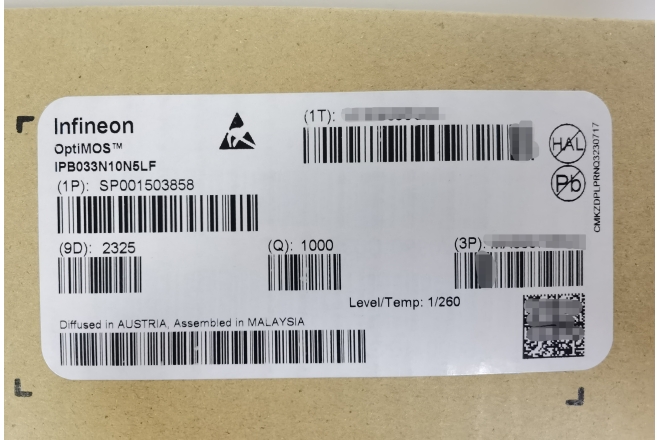 Infineon
OptiMOS™
IPB033N10N5LF
(1P): SP001503858
(1T):
HAL
Pb
CMKZDPLPRNO3230717
(9D): 2325
(Q): 1000
(3P):
Level/Temp: 1/260
Diffused in AUSTRIA, Assembled in MALAYSIA